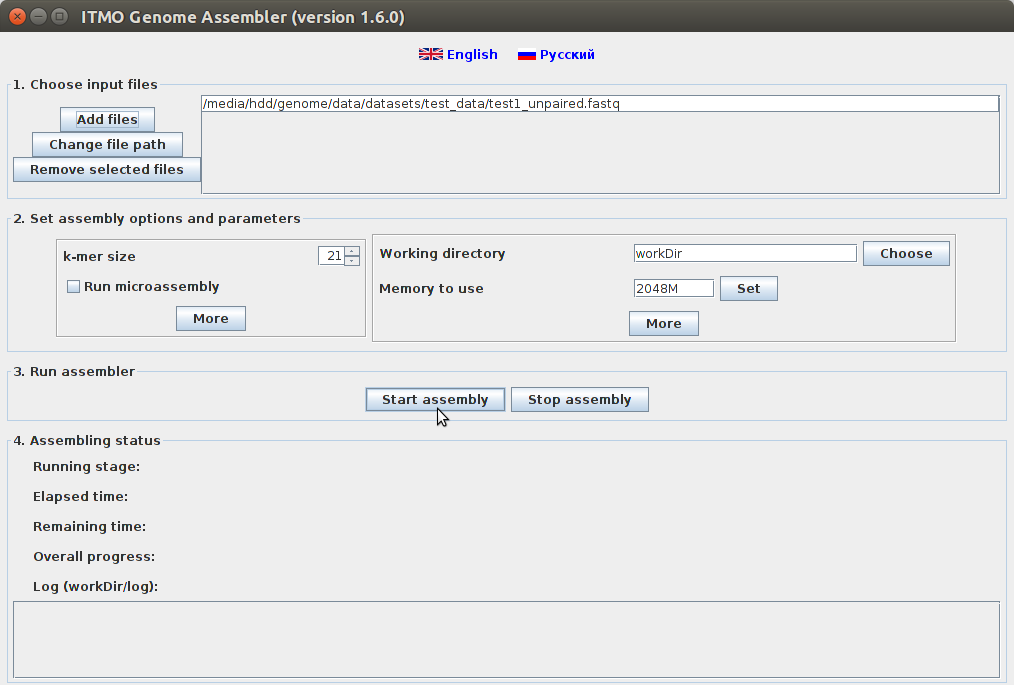 ITMO Genome Assembler (version 1.6.0)
English Русский
1. Choose input files
Add files
Change file path
Remove selected files
/media/hdd/genome/data/datasets/test_data/test1_unpaired.fastq
2. Set assembly options and parameters
k-mer size 21
Run microassembly
More
Working directory workDir Choose
Memory to use 2048M Set
More
3. Run assembler
Start assembly Stop assembly
4. Assembling status
Running stage:
Elapsed time:
Remaining time:
Overall progress:
Log (workDir/log):